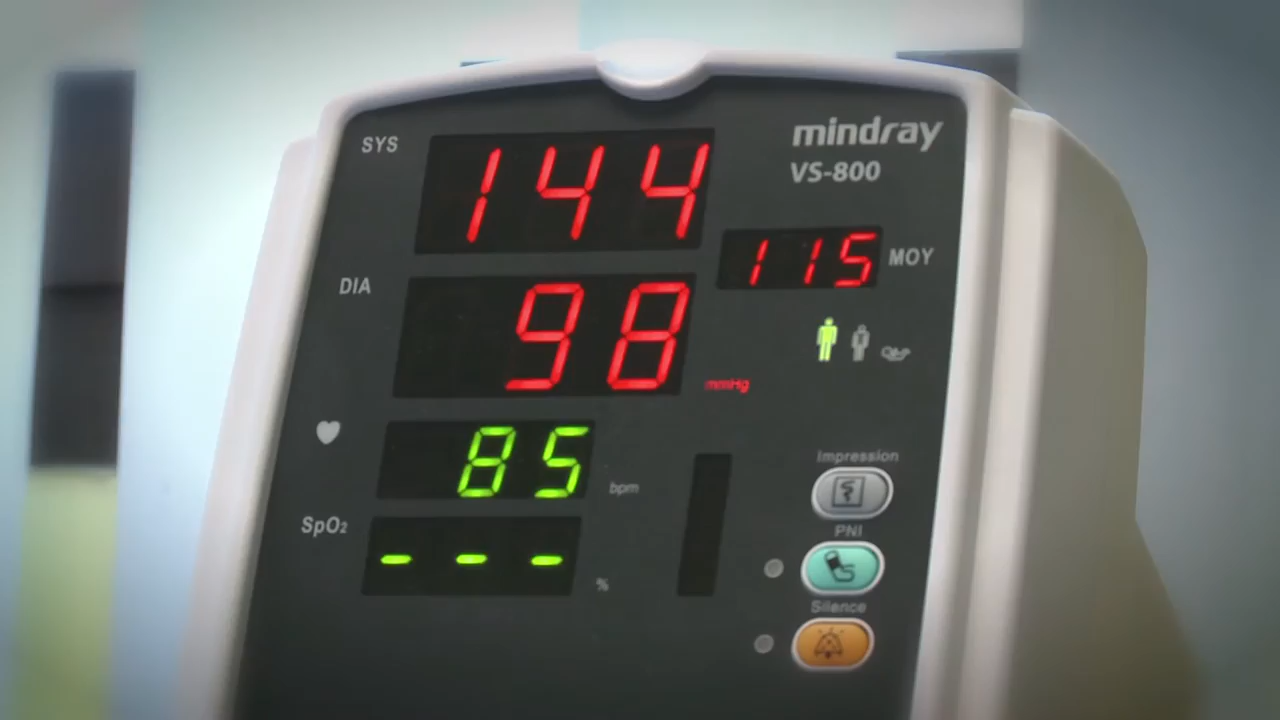 SYS
144
mindray
VS-800
115 MOY
DIA
98
mmHg
85
bpm
SpO₂
- - -
%
Impression
PNI
Silence